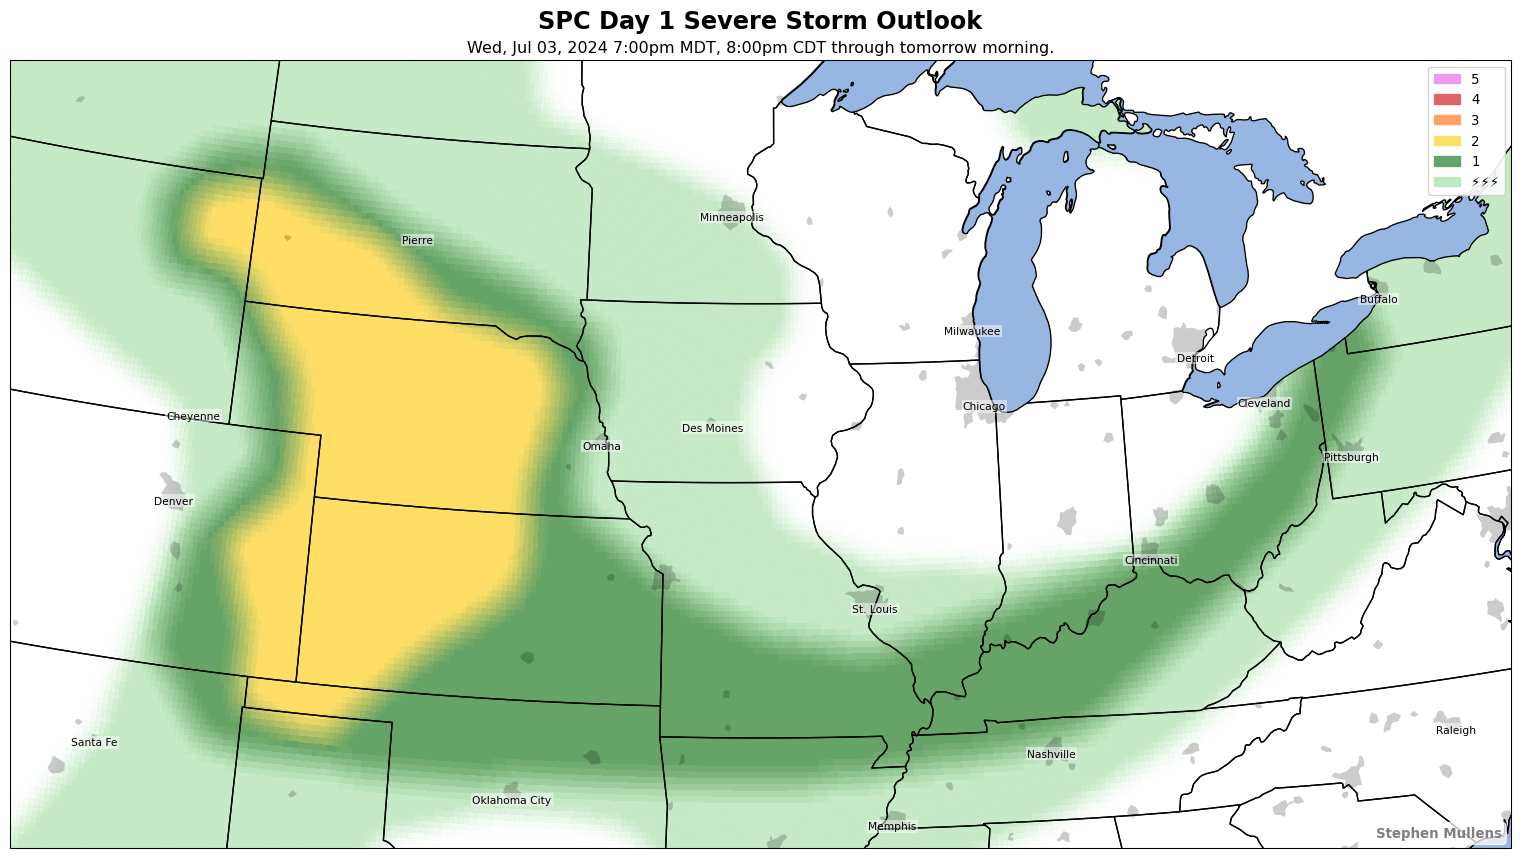 SPC Day 1 Severe Storm Outlook
Wed, Jul 03, 2024 7:00pm MDT, 8:00pm CDT through tomorrow morning.
5
4
3
2
1
⚡⚡⚡
Minneapolis
Pierre
Buffalo
Milwaukee
Detroit
Cleveland
Chicago
Cheyenne
Des Moines
Omaha
Pittsburgh
Denver
Cincinnati
St. Louis
Raleigh
Santa Fe
Nashville
Oklahoma City
Memphis
Stephen Mullens